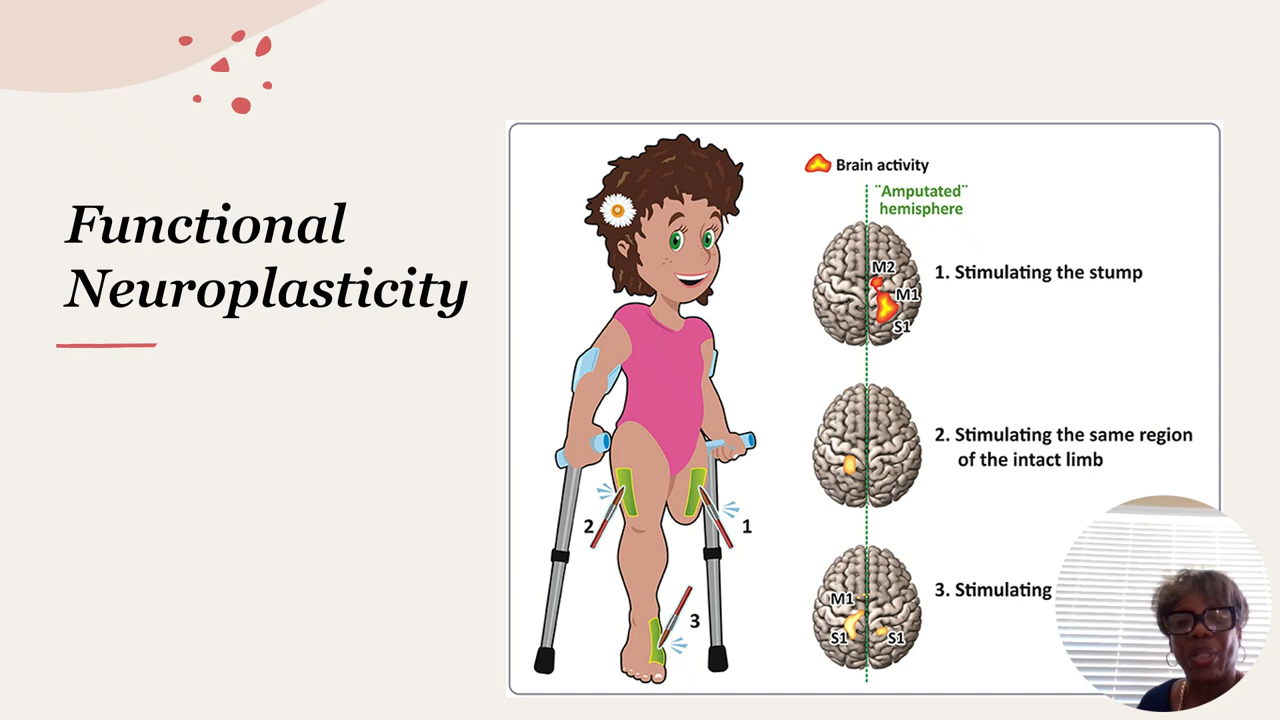 Functional
Neuroplasticity
Brain activity
¨Amputated¨
hemisphere
M2
M1
S1
1. Stimulating the stump
2. Stimulating the same region
of the intact limb
M1
S1
S1
3. Stimulating
2
1
3